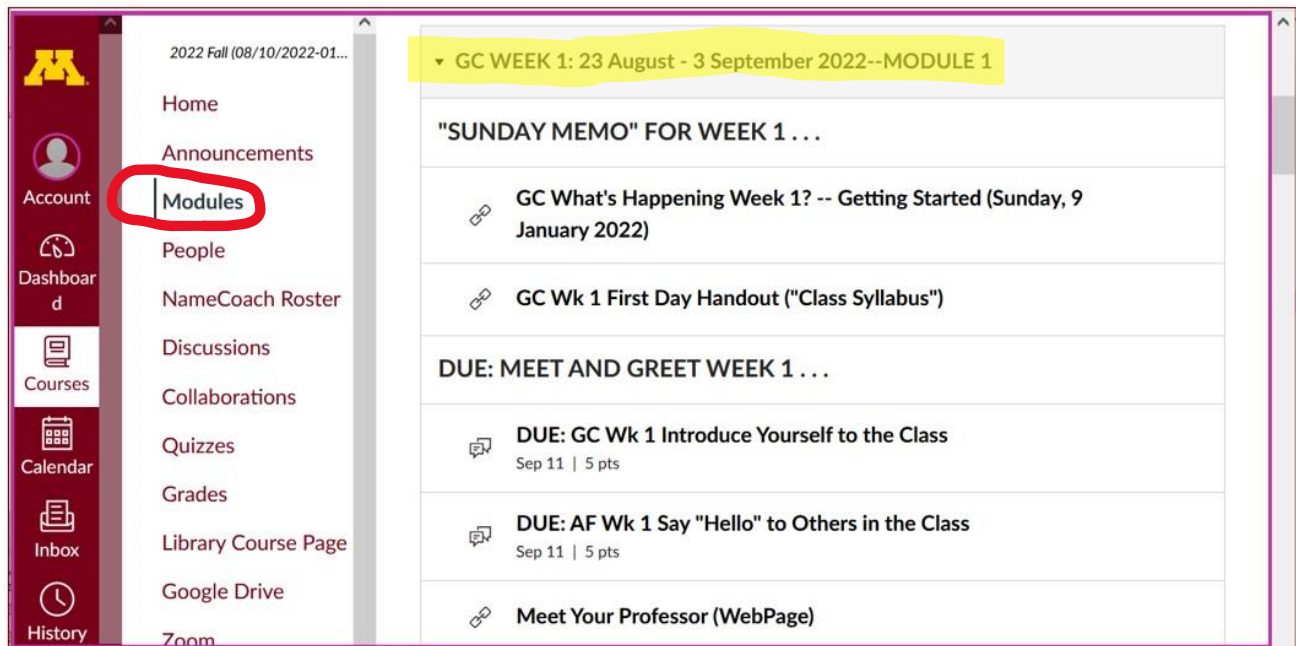 2022 Fall (08/10/2022-01...
Account
Dashboar
d
Courses
Calendar
Inbox
History
Home
Announcements
Modules
People
NameCoach Roster
Discussions
Collaborations
Quizzes
Grades
Library Course Page
Google Drive
Zoom
GC WEEK 1: 23 August - 3 September 2022--MODULE 1
"SUNDAY MEMO" FOR WEEK 1 . . .
GC What's Happening Week 1? -- Getting Started (Sunday, 9
January 2022)
GC Wk 1 First Day Handout ("Class Syllabus")
DUE: MEET AND GREET WEEK 1 . . .
DUE: GC Wk 1 Introduce Yourself to the Class
Sep 11 | 5 pts
DUE: AF Wk 1 Say "Hello" to Others in the Class
Sep 11 | 5 pts
Meet Your Professor (WebPage)